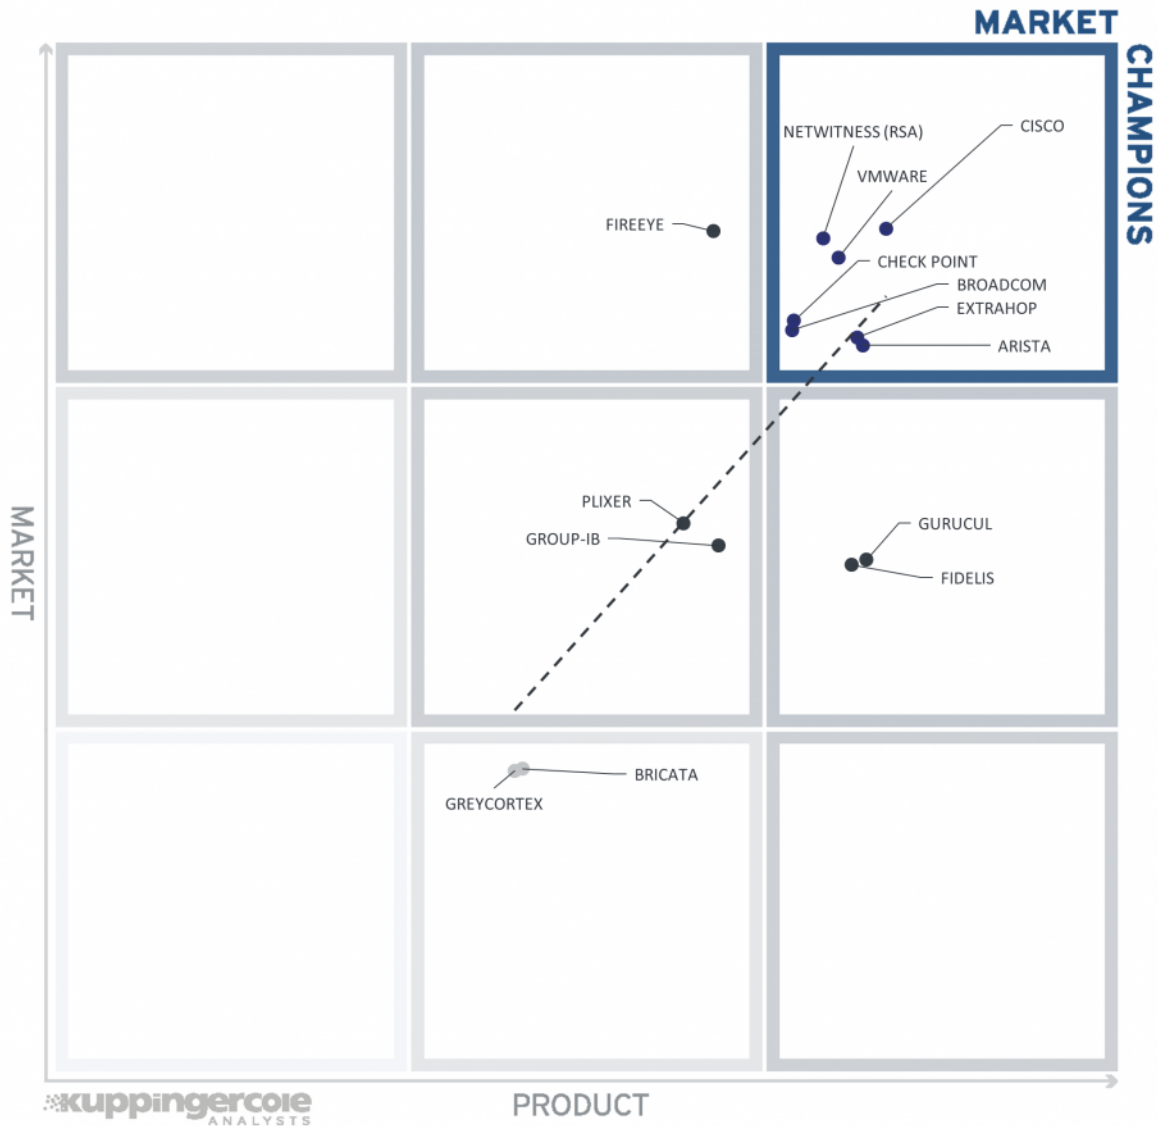 MARKET
CHAMPIONS
NETWITNESS (RSA)
CISCO
VMWARE
FIREEYE
CHECK POINT
BROADCOM
EXTRAHOP
ARISTA
PLIXER
GROUP-IB
GURUCUL
FIDELIS
MARKET
BRICATA
GREYCORTEX
PRODUCT
kuppingercole
ANALYSTS